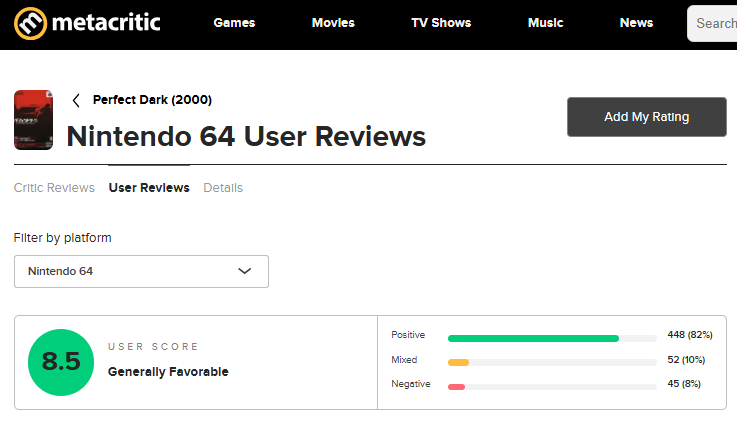 metacritic Games Movies TV Shows Music News Search
Perfect Dark (2000)
Nintendo 64 User Reviews
Add My Rating
Critic Reviews User Reviews Details
Filter by platform
Nintendo 64
8.5
USER SCORE
Generally Favorable
Positive 448 (82%)
Mixed 52 (10%)
Negative 45 (8%)